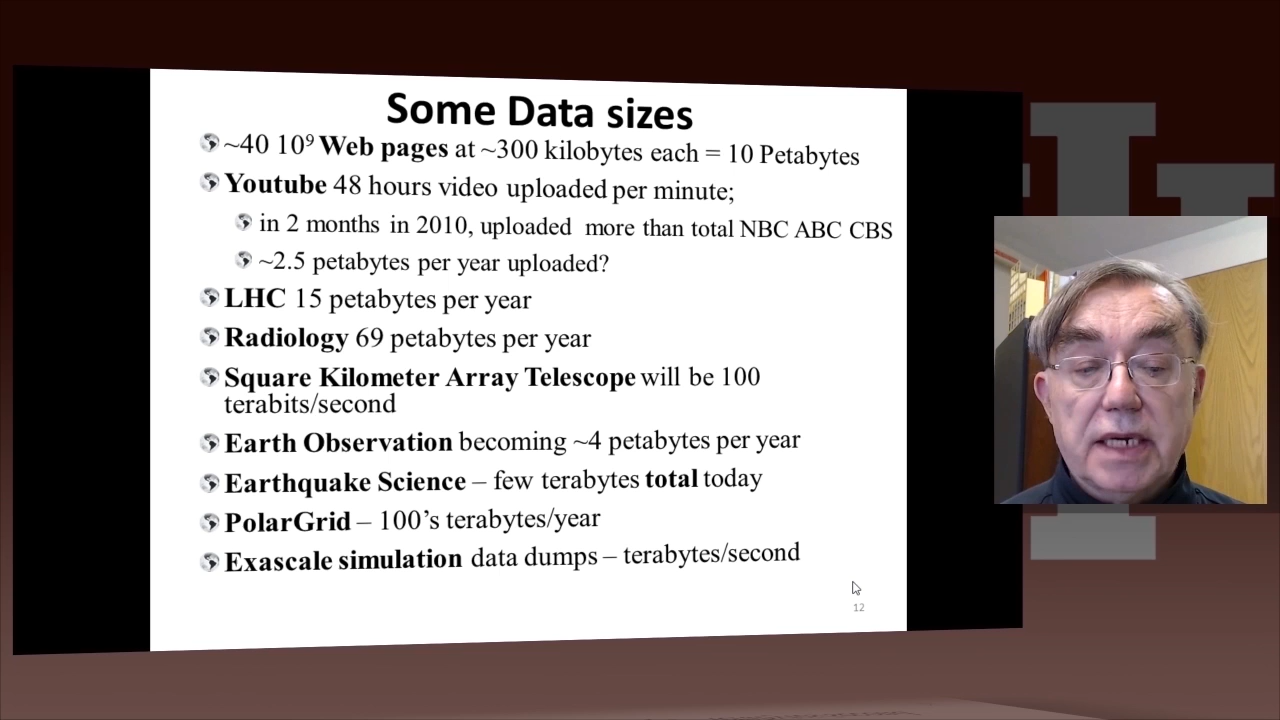 Some Data sizes
~40 10⁹ Web pages at ~300 kilobytes each = 10 Petabytes
Youtube 48 hours video uploaded per minute;
in 2 months in 2010, uploaded more than total NBC ABC CBS
~2.5 petabytes per year uploaded?
LHC 15 petabytes per year
Radiology 69 petabytes per year
Square Kilometer Array Telescope will be 100
terabits/second
Earth Observation becoming ~4 petabytes per year
Earthquake Science – few terabytes total today
PolarGrid – 100’s terabytes/year
Exascale simulation data dumps – terabytes/second
12